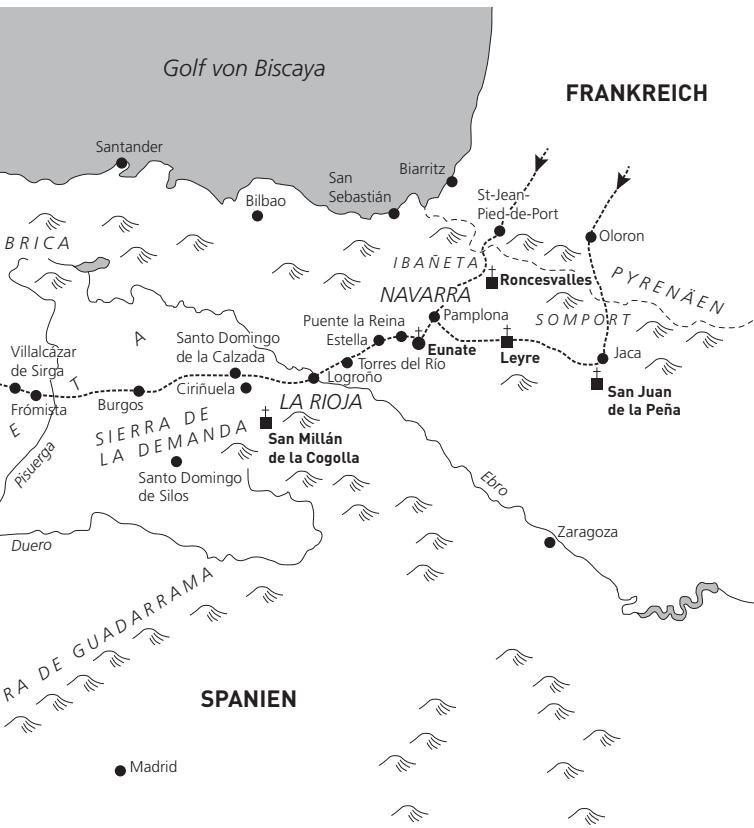 Golf von Biscaya
FRANKREICH
Santander
Biarritz
San
Sebastián
Bilbao
St-Jean-
Pied-de-Port
Oloron
BRICA
IBAÑETA
Roncesvalles
PYRENÄEN
NAVARRA
SOMPORT
Puente la Reina
Pamplona
Santo Domingo
de la Calzada
Estella
Eunate
Leyre
Jaca
Villalcázar
de Sirga
Torres del Río
Ciriñuela
Logroño
San Juan
de la Peña
Frómista
Burgos
LA RIOJA
ETA
SIERRA DE
LA DEMANDA
San Millán
de la Cogolla
Pisuerga
Santo Domingo
de Silos
Ebro
Zaragoza
Duero
RA DE GUADARRAMA
SPANIEN
Madrid